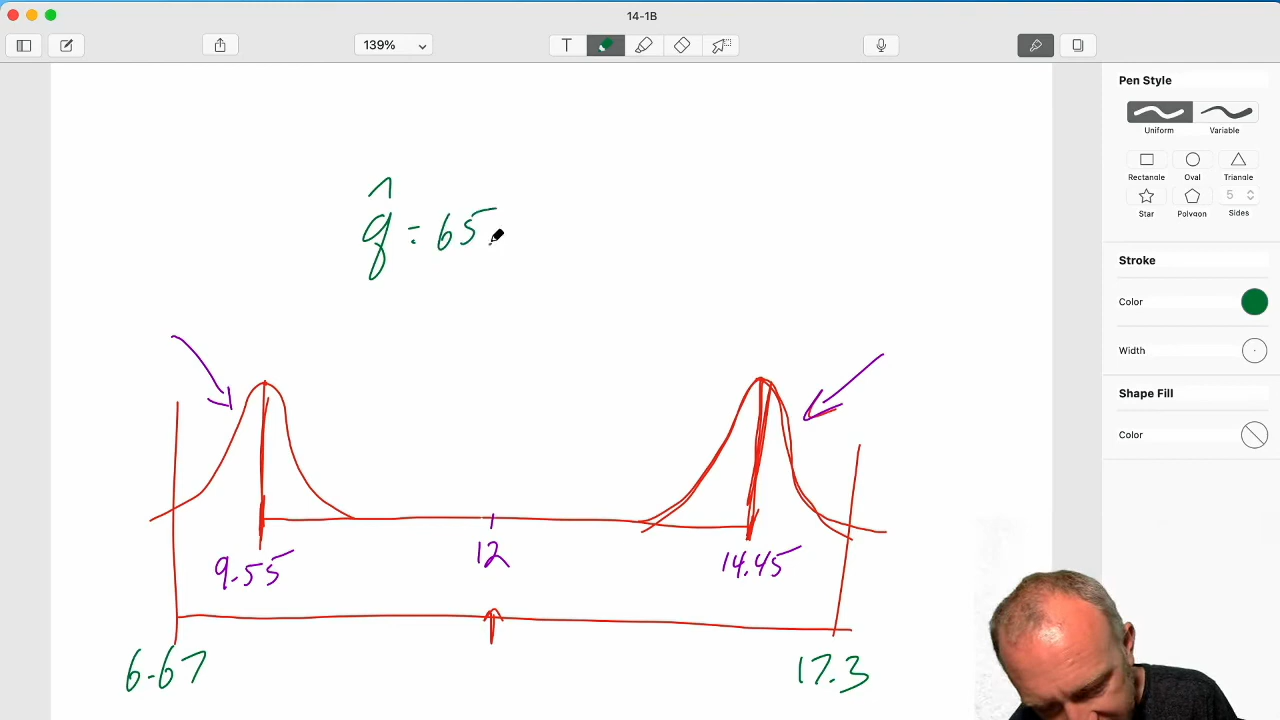 14-1B
139%
T
Pen Style
Uniform
Variable
Rectangle
Oval
Triangle
5
Star
Polygon
Sides
Stroke
Color
Width
Shape Fill
Color
q̂ = 65
9.55
12
14.45
6.67
17.3